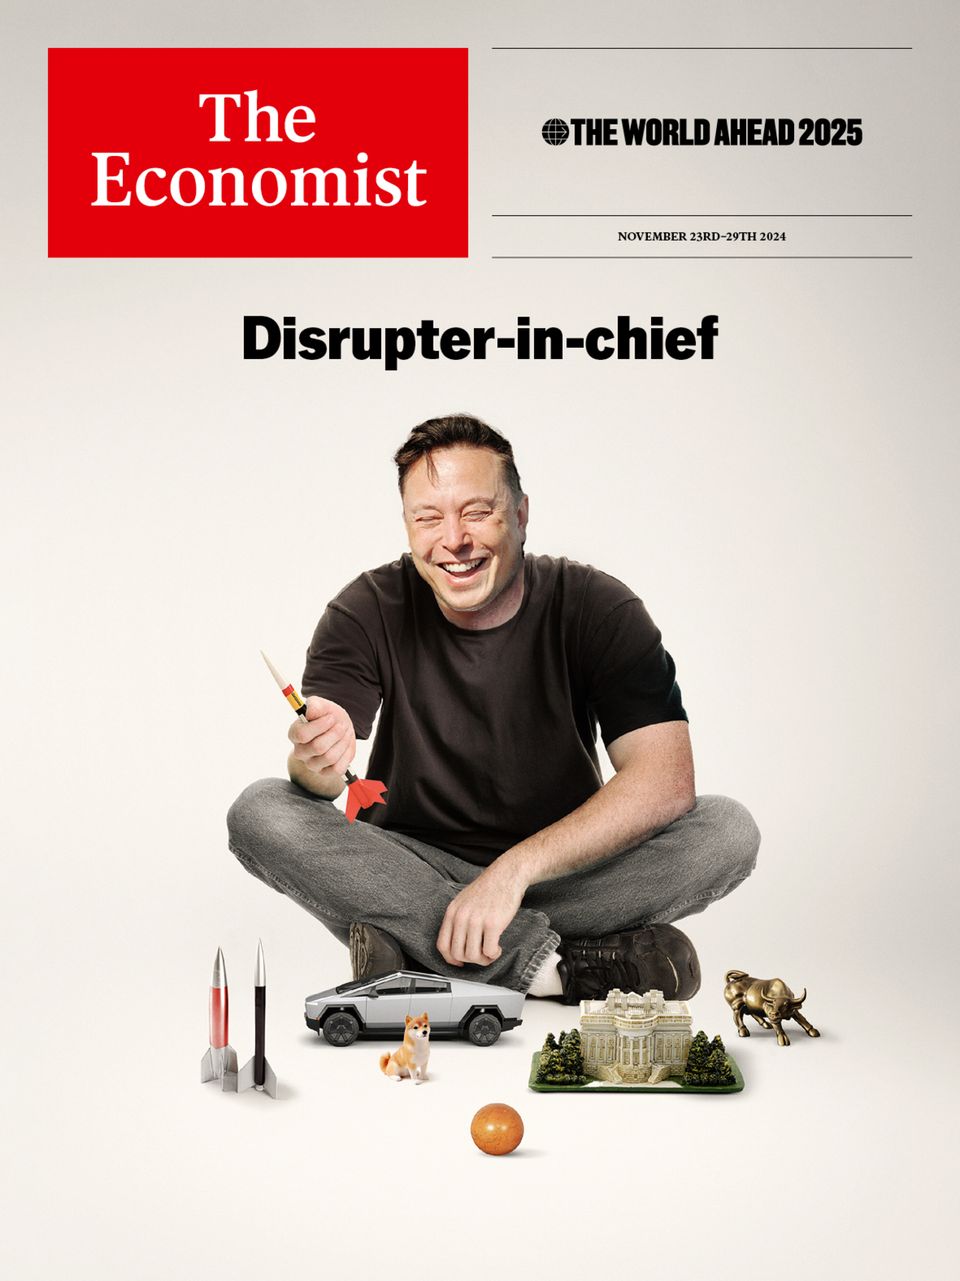 The
Economist
THE WORLD AHEAD 2025
NOVEMBER 23RD–29TH 2024
Disrupter-in-chief